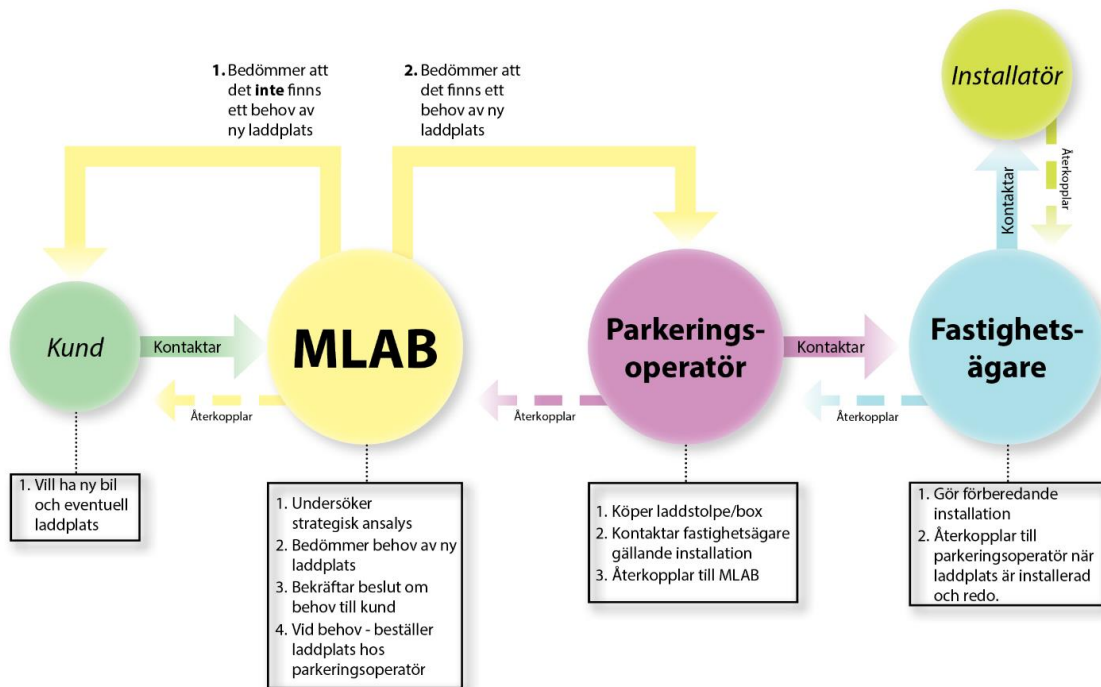 1. Bedömmer att
det inte finns
ett behov av
ny laddplats
2. Bedömmer att
det finns ett
behov av ny
laddplats
Installatör
Återkopplar
Kontaktar
Kund
Kontaktar
MLAB
Parkerings-
operatör
Kontaktar
Fastighets-
ägare
Återkopplar
Återkopplar
Återkopplar
1. Vill ha ny bil
och eventuell
laddplats
1. Undersöker
strategisk ansalys
2. Bedömmer behov av ny
laddplats
3. Bekräftar beslut om
behov till kund
4. Vid behov - beställer
laddplats hos
parkeringsoperatör
1. Köper laddstolpe/box
2. Kontaktar fastighetsägare
gällande installation
3. Återkopplar till MLAB
1. Gör förberedande
installation
2. Återkopplar till
parkeringsoperatör när
laddplats är installerad
och redo.